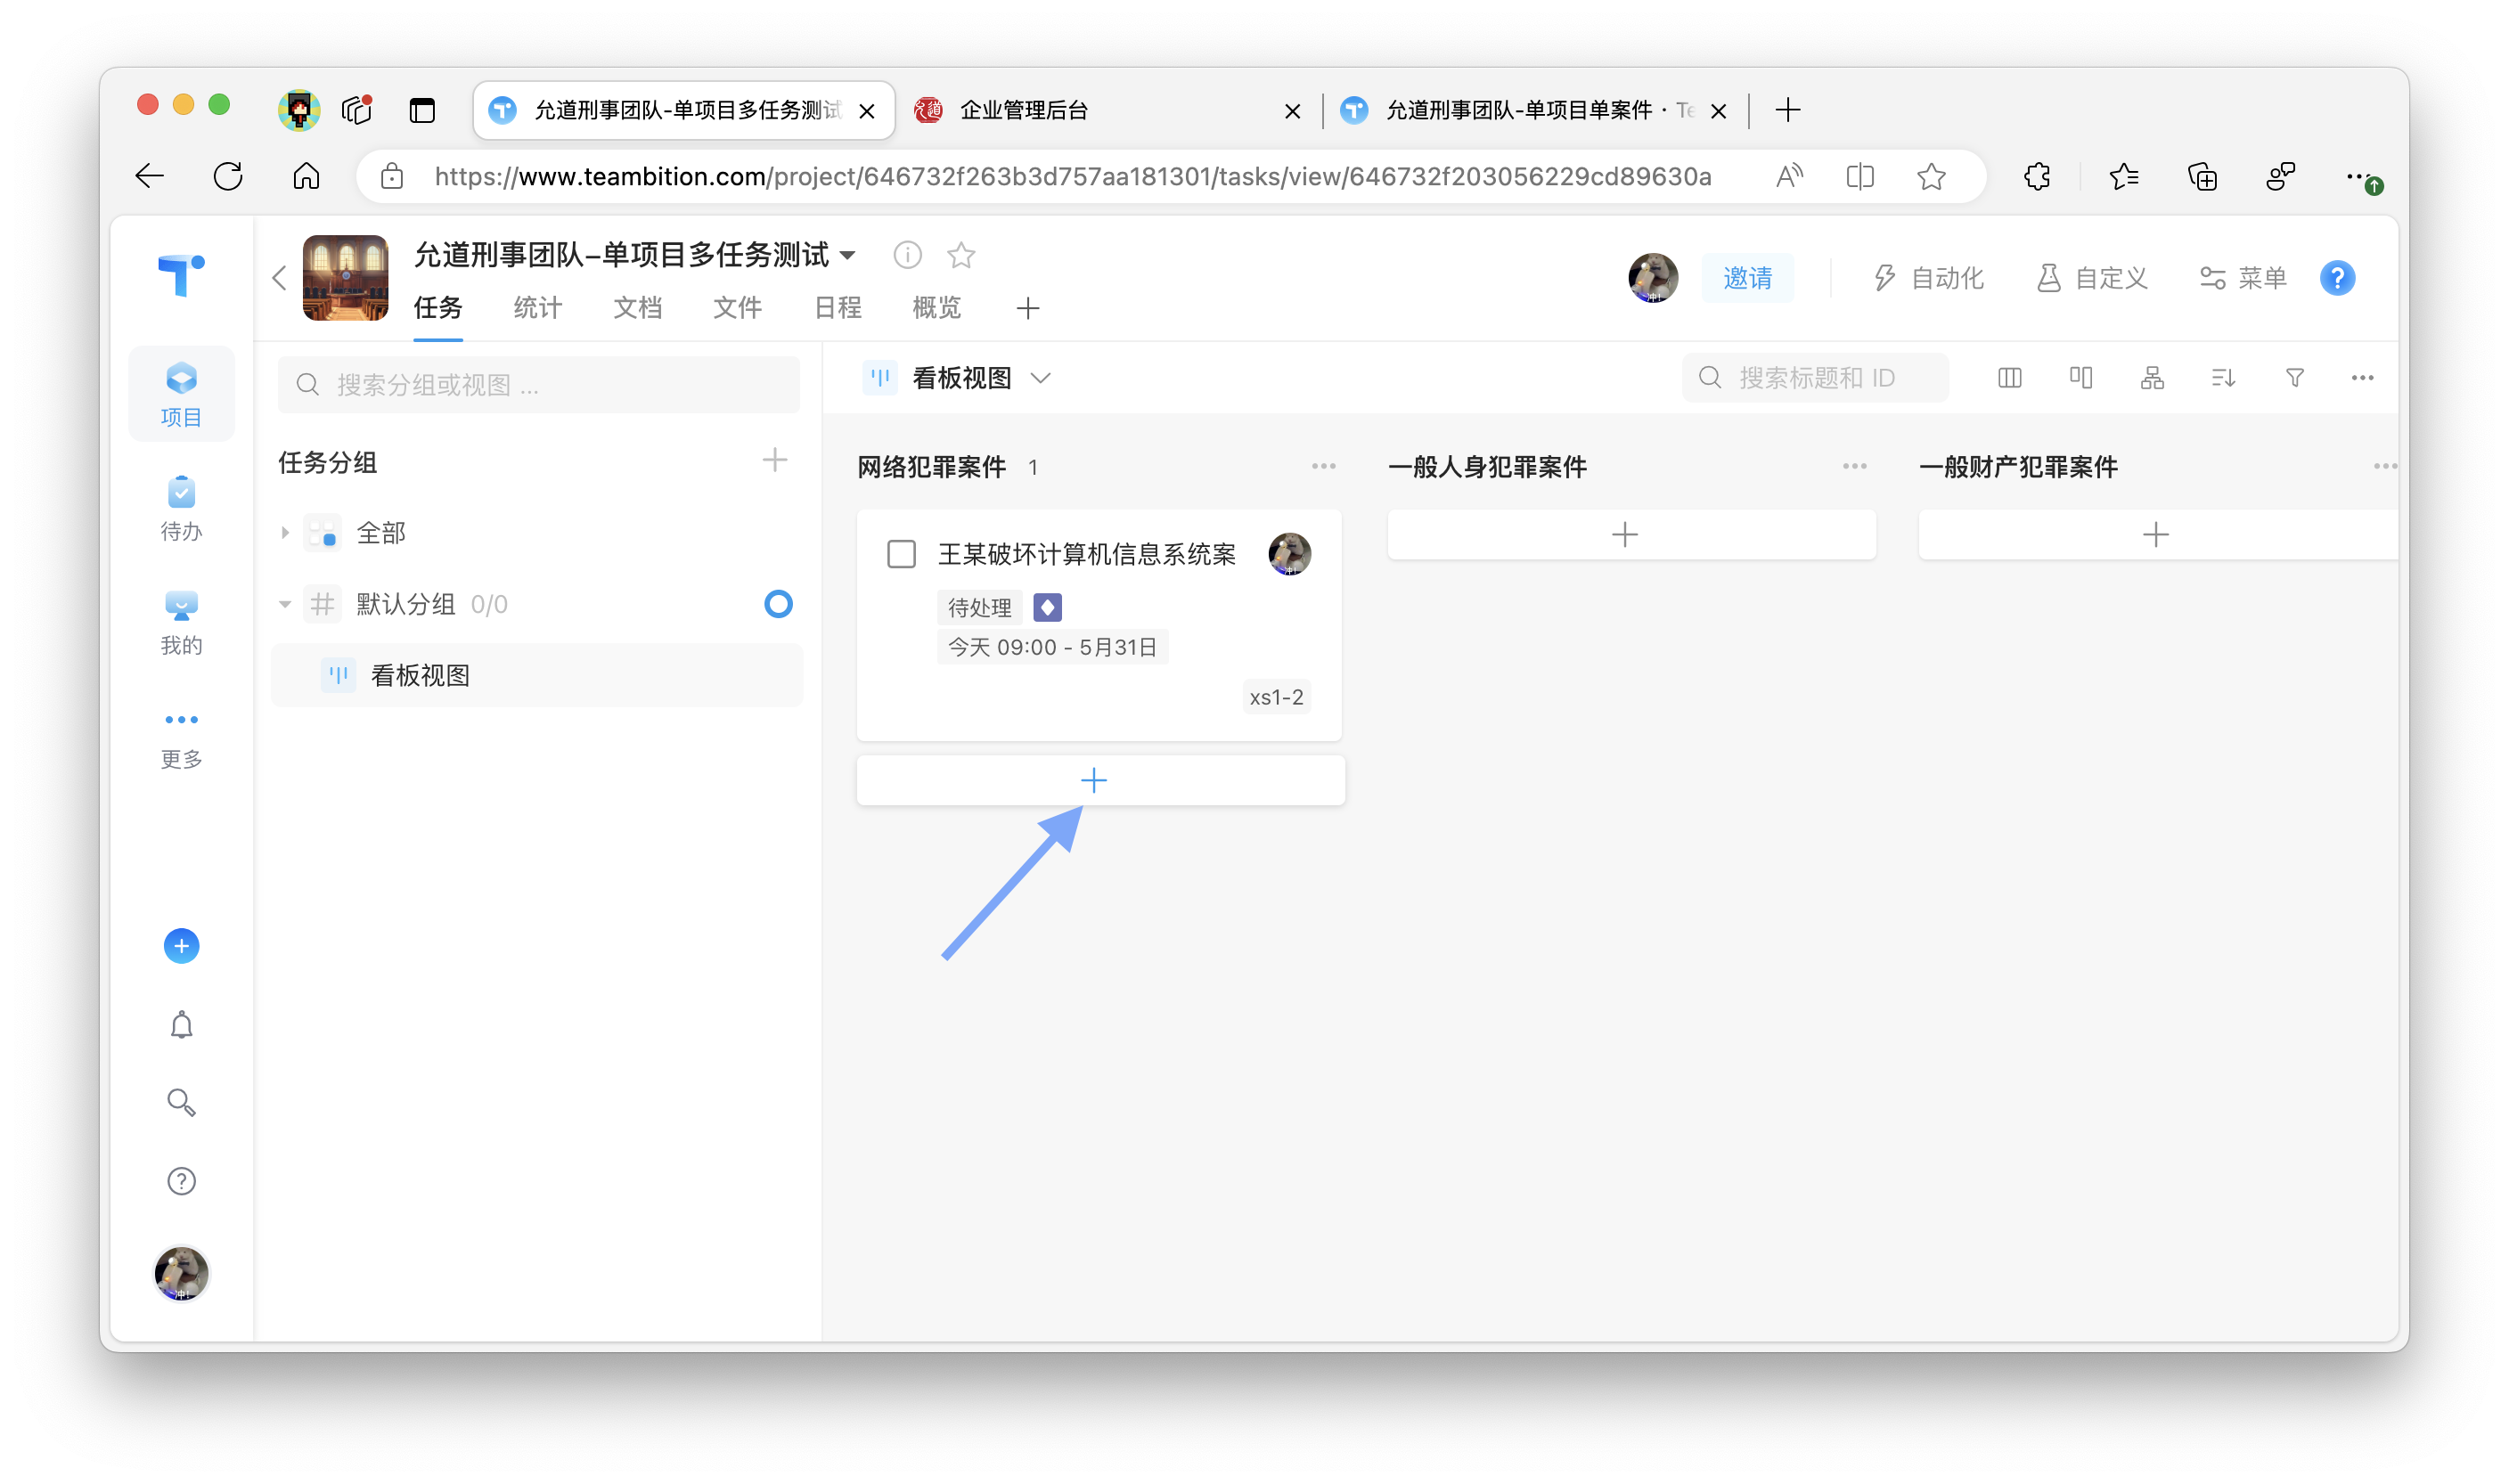 允道刑事团队-单项目多任务测试
企业管理后台
允道刑事团队-单项目单案件 · Te
https://www.teambition.com/project/646732f263b3d757aa181301/tasks/view/646732f203056229cd89630a
允道刑事团队-单项目多任务测试
任务 统计 文档 文件 日程 概览
邀请 自动化 自定义 菜单
项目
待办
我的
更多
搜索分组或视图 ...
任务分组
全部
默认分组 0/0
看板视图
看板视图
搜索标题和 ID
网络犯罪案件 1
王某破坏计算机信息系统案
待处理
今天 09:00 - 5月31日
xs1-2
一般人身犯罪案件
一般财产犯罪案件
冲!